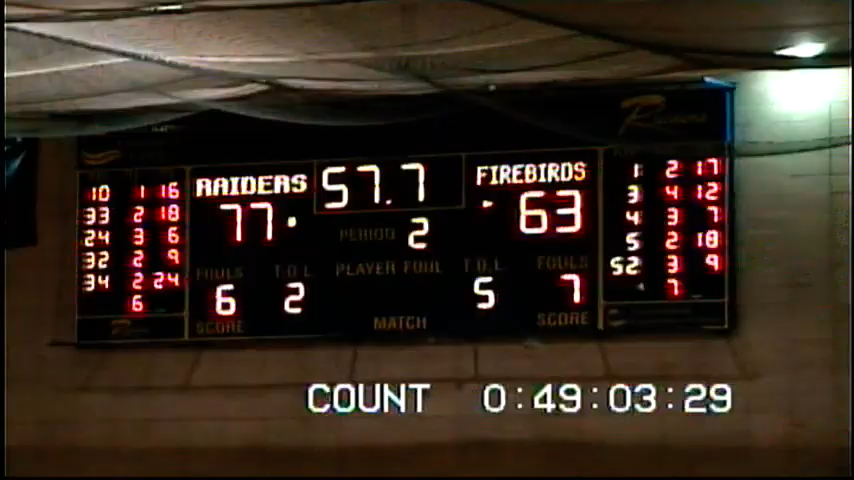 Raiders
RAIDERS 57.7 FIREBIRDS
77 63
PERIOD 2
FOULS T.O.L. PLAYER FOUL T.O.L. FOULS
6 2 5 7
SCORE MATCH SCORE
10 1 16
33 2 18
24 3 6
32 2 9
34 2 24
6
1 2 17
3 4 12
4 3 7
5 2 18
52 3 9
7
COUNT 0:49:03:29